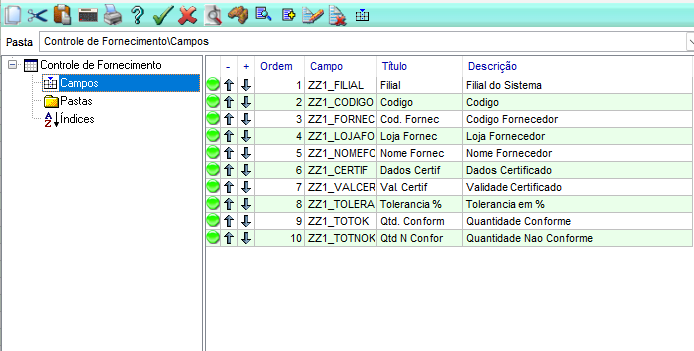 Pasta Controle de Fornecimento\Campos
Controle de Fornecimento
Campos
Pastas
Índices
- + Ordem Campo Título Descrição
1 ZZ1_FILIAL Filial Filial do Sistema
2 ZZ1_CODIGO Codigo Codigo
3 ZZ1_FORNEC Cod. Fornec Codigo Fornecedor
4 ZZ1_LOJAFO Loja Fornec Loja Fornecedor
5 ZZ1_NOMEFO Nome Fornec Nome Fornecedor
6 ZZ1_CERTIF Dados Certif Dados Certificado
7 ZZ1_VALCER Val. Certif Validade Certificado
8 ZZ1_TOLERA Tolerancia % Tolerancia em %
9 ZZ1_TOTOK Qtd. Conform Quantidade Conforme
10 ZZ1_TOTNOK Qtd N Confor Quantidade Nao Conforme